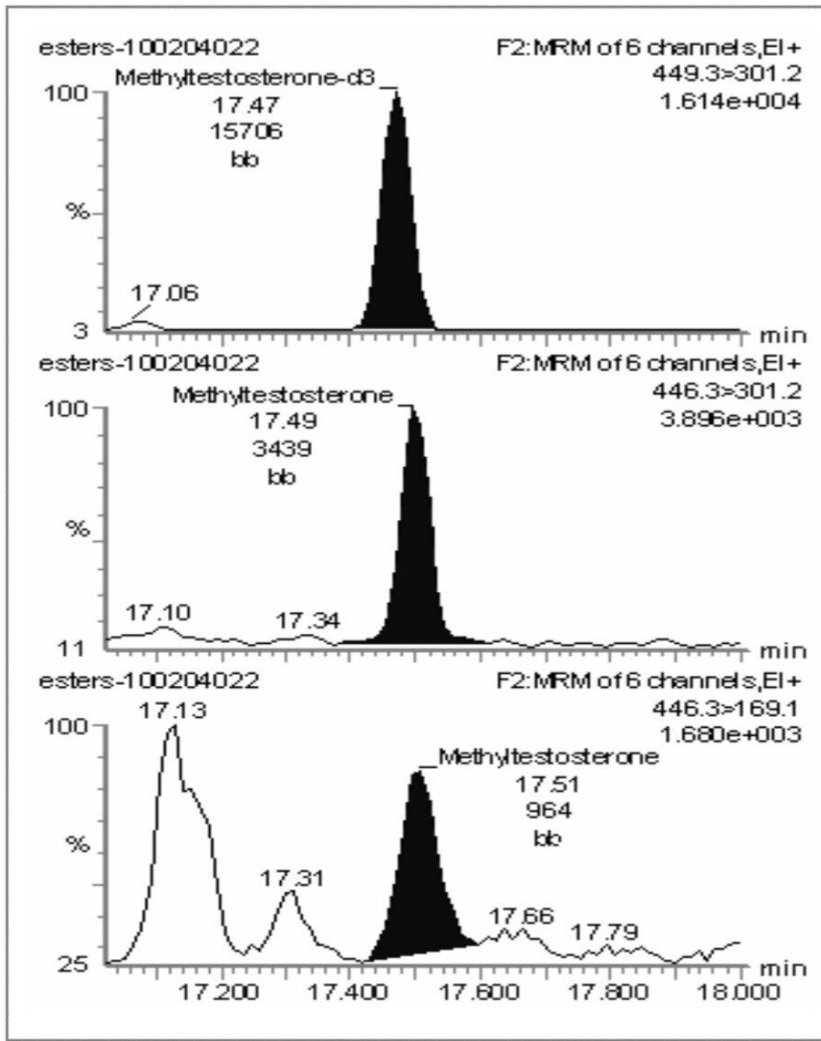 esters-100204022
F2:MRM of 6 channels,EI+
Methyltestosterone-d3
449.3>301.2
100
17.47
1.614e+004
15706
bb
%
17.06
3
min
esters-100204022
F2:MRM of 6 channels,EI+
446.3>301.2
100
Methyltestosterone
3.896e+003
17.49
3439
bb
%
17.10
17.34
11
min
esters-100204022
F2:MRM of 6 channels,EI+
446.3>169.1
17.13
1.680e+003
100
Methyltestosterone
17.51
964
bb
%
17.31
17.66
17.79
25
min
17.200
17.400
17.600
17.800
18.000